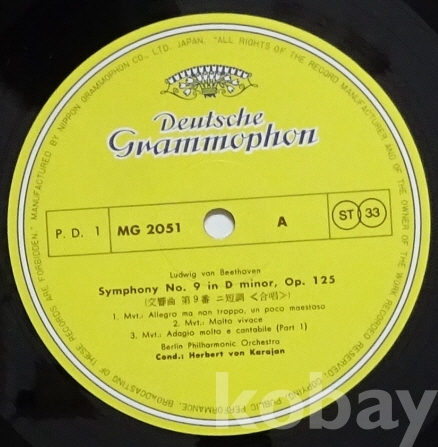 MANUFACTURED BY NIPPON GRAMMOPHON CO., LTD. JAPAN. "ALL RIGHTS OF THE RECORD MANUFACTURER AND OF THE OWNER OF THE WORK RECORDED RESERVED, COPYING, PUBLIC PERFORMANCE, BROADCASTING OF THESE RECORDS ARE FORBIDDEN."
Deutsche
Grammophon
P. D. 1 MG 2051 A ST 33
Ludwig van Beethoven
Symphony No. 9 in D minor, Op. 125
(交響曲 第9番 ニ短調 <合唱>)
1. Mvt.: Allegro ma non troppo, un poco maestoso
2. Mvt.: Molto vivace
3. Mvt.: Adagio molto e cantabile (Part 1)
Berlin Philharmonic Orchestra
Cond.: Herbert von Karajan
kobay